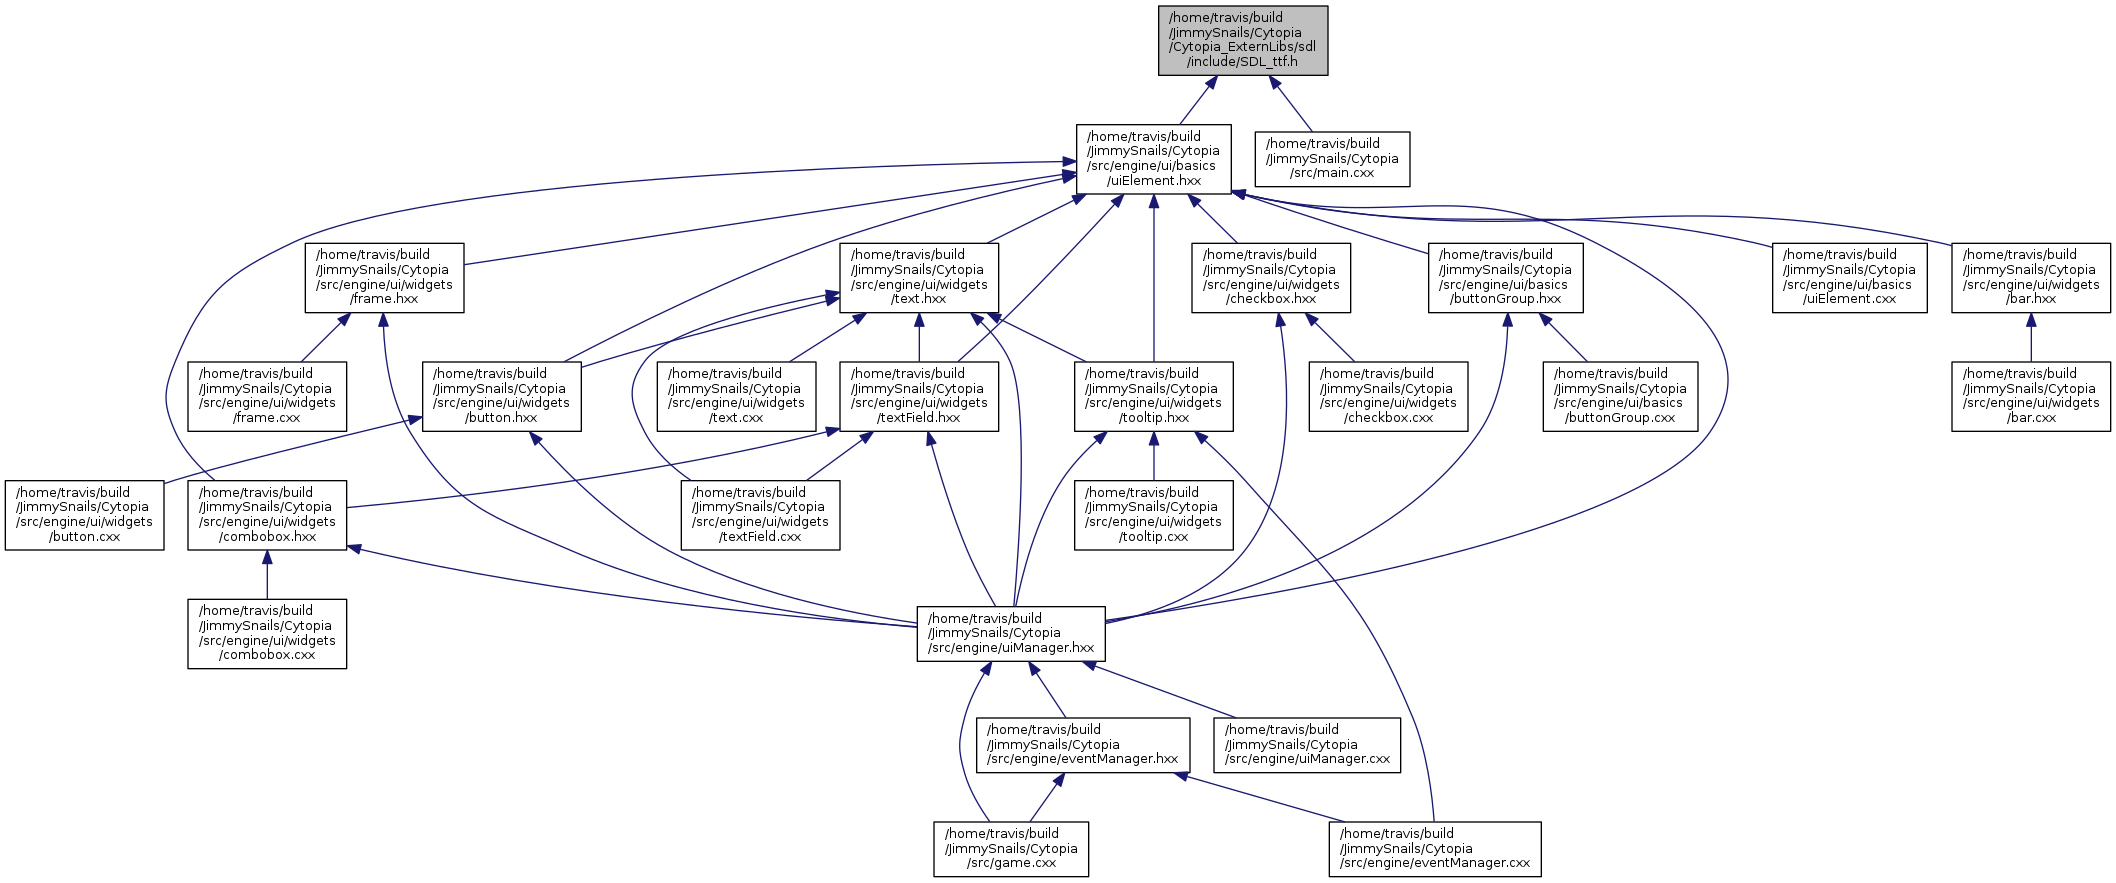 /home/travis/build
/JimmySnails/Cytopia
/Cytopia_ExternLibs/sdl
/include/SDL_ttf.h
/home/travis/build
/JimmySnails/Cytopia
/src/engine/ui/basics
/uiElement.hxx
/home/travis/build
/JimmySnails/Cytopia
/src/main.cxx
/home/travis/build
/JimmySnails/Cytopia
/src/engine/ui/widgets
/frame.hxx
/home/travis/build
/JimmySnails/Cytopia
/src/engine/ui/widgets
/text.hxx
/home/travis/build
/JimmySnails/Cytopia
/src/engine/ui/widgets
/checkbox.hxx
/home/travis/build
/JimmySnails/Cytopia
/src/engine/ui/basics
/buttonGroup.hxx
/home/travis/build
/JimmySnails/Cytopia
/src/engine/ui/basics
/uiElement.cxx
/home/travis/build
/JimmySnails/Cytopia
/src/engine/ui/widgets
/bar.hxx
/home/travis/build
/JimmySnails/Cytopia
/src/engine/ui/widgets
/frame.cxx
/home/travis/build
/JimmySnails/Cytopia
/src/engine/ui/widgets
/button.hxx
/home/travis/build
/JimmySnails/Cytopia
/src/engine/ui/widgets
/text.cxx
/home/travis/build
/JimmySnails/Cytopia
/src/engine/ui/widgets
/textField.hxx
/home/travis/build
/JimmySnails/Cytopia
/src/engine/ui/widgets
/tooltip.hxx
/home/travis/build
/JimmySnails/Cytopia
/src/engine/ui/widgets
/checkbox.cxx
/home/travis/build
/JimmySnails/Cytopia
/src/engine/ui/basics
/buttonGroup.cxx
/home/travis/build
/JimmySnails/Cytopia
/src/engine/ui/widgets
/bar.cxx
/home/travis/build
/JimmySnails/Cytopia
/src/engine/ui/widgets
/button.cxx
/home/travis/build
/JimmySnails/Cytopia
/src/engine/ui/widgets
/combobox.hxx
/home/travis/build
/JimmySnails/Cytopia
/src/engine/ui/widgets
/textField.cxx
/home/travis/build
/JimmySnails/Cytopia
/src/engine/ui/widgets
/tooltip.cxx
/home/travis/build
/JimmySnails/Cytopia
/src/engine/ui/widgets
/combobox.cxx
/home/travis/build
/JimmySnails/Cytopia
/src/engine/uiManager.hxx
/home/travis/build
/JimmySnails/Cytopia
/src/engine/eventManager.hxx
/home/travis/build
/JimmySnails/Cytopia
/src/engine/uiManager.cxx
/home/travis/build
/JimmySnails/Cytopia
/src/game.cxx
/home/travis/build
/JimmySnails/Cytopia
/src/engine/eventManager.cxx